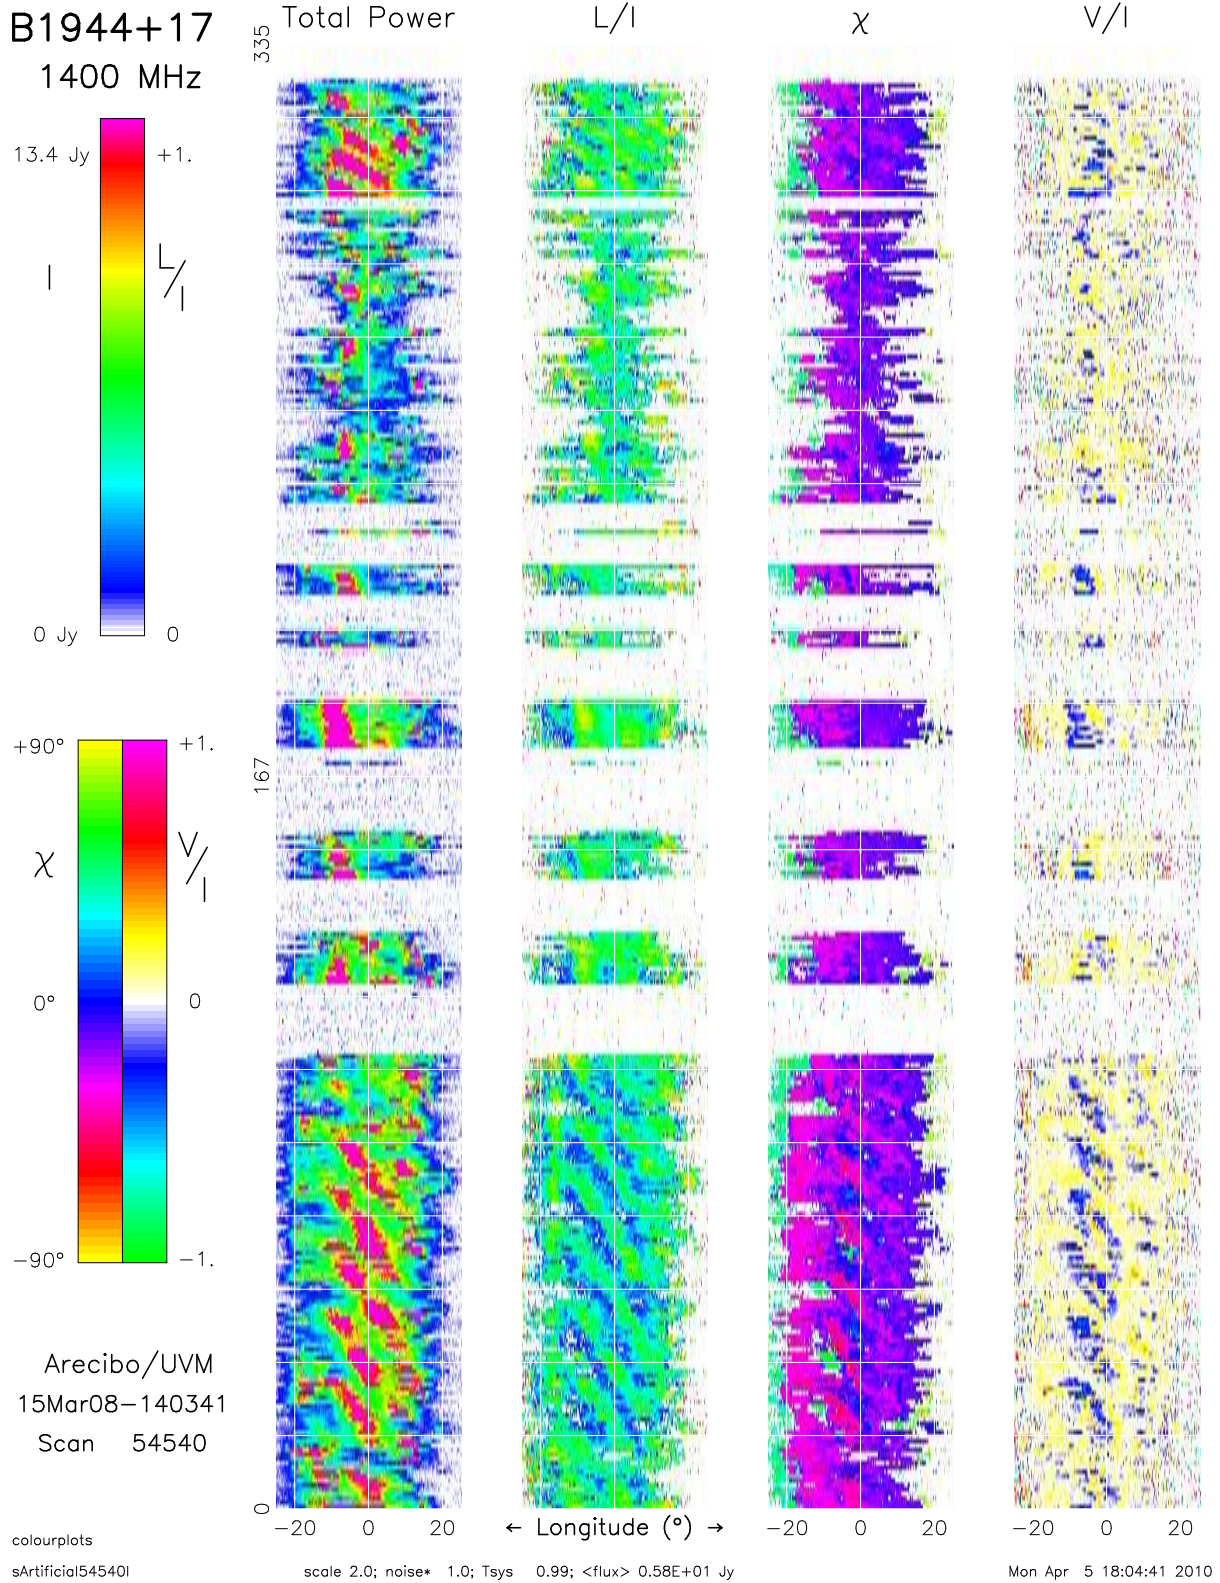 B1944+17
1400 MHz
Total Power
L/I
χ
V/I
335
13.4 Jy
+1.
I
L/I
0 Jy
0
+90°
+1.
χ
V/I
0°
0
−90°
−1.
167
Arecibo/UVM
15Mar08−140341
Scan 54540
0
−20 0 20
← Longitude (°) →
−20 0 20
−20 0 20
colourplots
sArtificial54540l
scale 2.0; noise* 1.0; Tsys 0.99; <flux> 0.58E+01 Jy
Mon Apr 5 18:04:41 2010